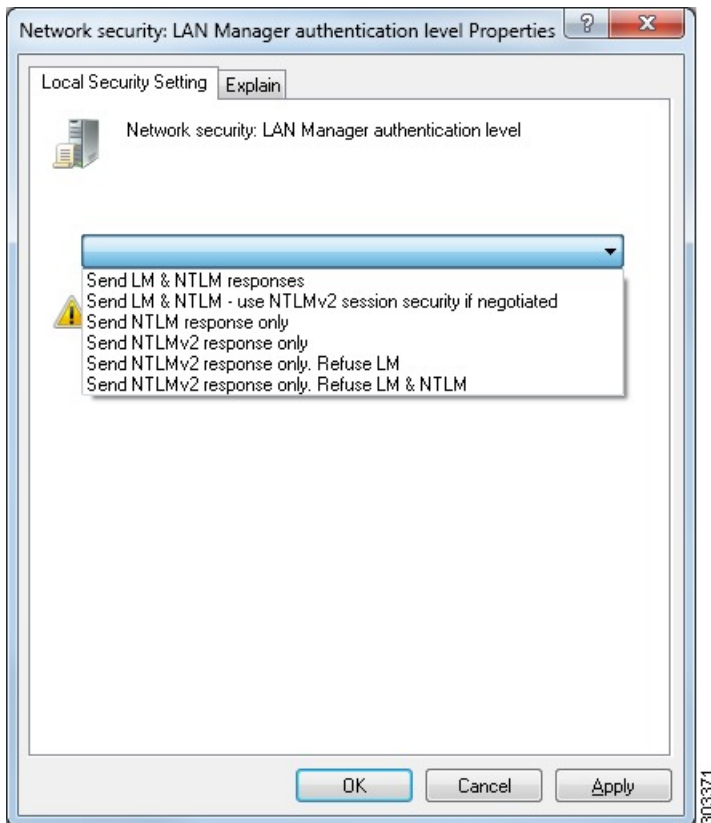 Network security: LAN Manager authentication level Properties
Local Security Setting
Explain
Network security: LAN Manager authentication level
Send LM & NTLM responses
Send LM & NTLM - use NTLMv2 session security if negotiated
Send NTLM response only
Send NTLMv2 response only
Send NTLMv2 response only. Refuse LM
Send NTLMv2 response only. Refuse LM & NTLM
OK
Cancel
Apply
303371